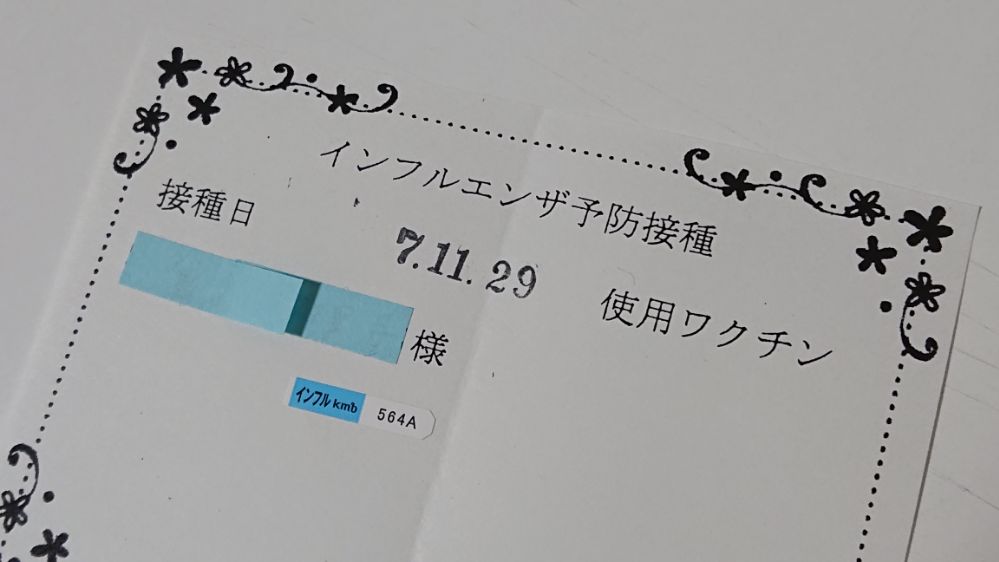 インフルエンザ予防接種
接種日
7.11.29
使用ワクチン
様
インフル KMB 564A